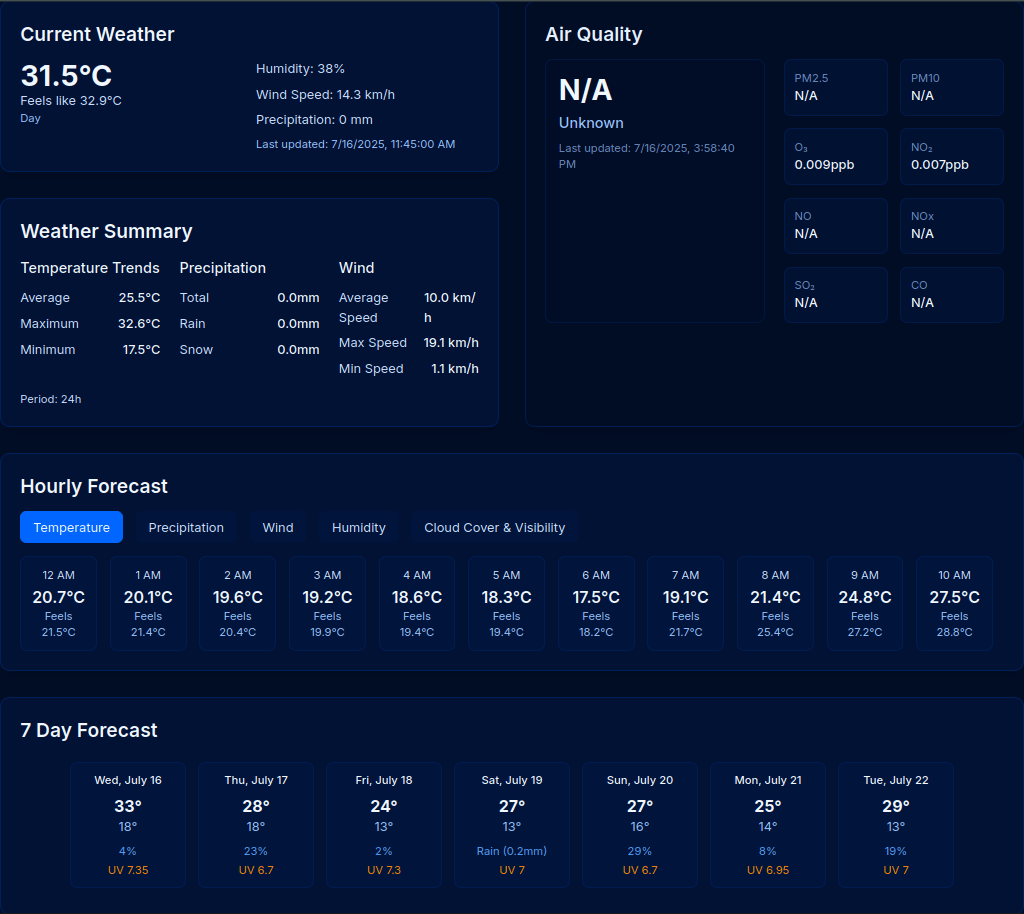 Current Weather
31.5°C
Feels like 32.9°C
Day
Humidity: 38%
Wind Speed: 14.3 km/h
Precipitation: 0 mm
Last updated: 7/16/2025, 11:45:00 AM
Air Quality
N/A
Unknown
Last updated: 7/16/2025, 3:58:40
PM
PM2.5
N/A
PM10
N/A
O₃
0.009ppb
NO₂
0.007ppb
NO
N/A
NOx
N/A
SO₂
N/A
CO
N/A
Weather Summary
Temperature Trends
Average 25.5°C
Maximum 32.6°C
Minimum 17.5°C
Precipitation
Total 0.0mm
Rain 0.0mm
Snow 0.0mm
Wind
Average 10.0 km/
Speed h
Max Speed 19.1 km/h
Min Speed 1.1 km/h
Period: 24h
Hourly Forecast
Temperature Precipitation Wind Humidity Cloud Cover & Visibility
12 AM
20.7°C
Feels
21.5°C
1 AM
20.1°C
Feels
21.4°C
2 AM
19.6°C
Feels
20.4°C
3 AM
19.2°C
Feels
19.9°C
4 AM
18.6°C
Feels
19.4°C
5 AM
18.3°C
Feels
19.4°C
6 AM
17.5°C
Feels
18.2°C
7 AM
19.1°C
Feels
21.7°C
8 AM
21.4°C
Feels
25.4°C
9 AM
24.8°C
Feels
27.2°C
10 AM
27.5°C
Feels
28.8°C
7 Day Forecast
Wed, July 16
33°
18°
4%
UV 7.35
Thu, July 17
28°
18°
23%
UV 6.7
Fri, July 18
24°
13°
2%
UV 7.3
Sat, July 19
27°
13°
Rain (0.2mm)
UV 7
Sun, July 20
27°
16°
29%
UV 6.7
Mon, July 21
25°
14°
8%
UV 6.95
Tue, July 22
29°
13°
19%
UV 7